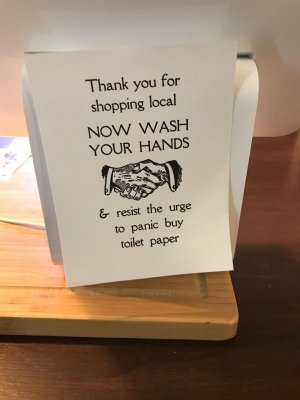 Thank you for
shopping local
NOW WASH
YOUR HANDS
& resist the urge
to panic buy
toilet paper